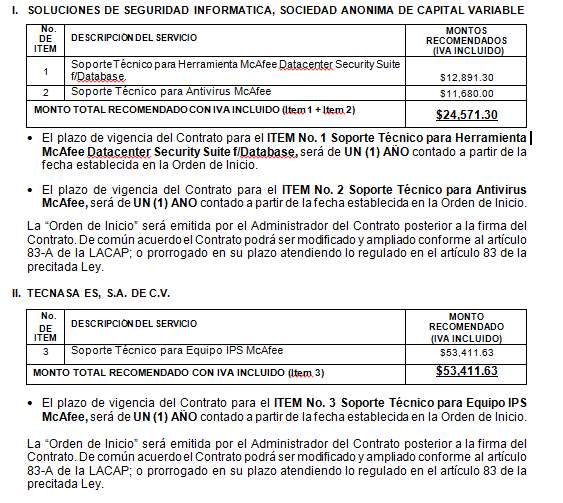 I. SOLUCIONES DE SEGURIDAD INFORMATICA, SOCIEDAD ANONIMA DE CAPITAL VARIABLE
No. DE ITEM
DESCRIPCIÓN DEL SERVICIO
MONTOS RECOMENDADOS (IVA INCLUIDO)
1
Soporte Técnico para Herramienta McAfee Datacenter Security Suite
f/Database.
$12,891.30
2
Soporte Técnico para Antivirus McAfee
$11,680.00
MONTO TOTAL RECOMENDADO CON IVA INCLUIDO (Item 1 + Item 2)
$24,571.30
• El plazo de vigencia del Contrato para el ITEM No. 1 Soporte Técnico para Herramienta
McAfee Datacenter Security Suite f/Database, será de UN (1) AÑO contado a partir de la
fecha establecida en la Orden de Inicio.
• El plazo de vigencia del Contrato para el ITEM No. 2 Soporte Técnico para Antivirus
McAfee, será de UN (1) ANO contado a partir de la fecha establecida en la Orden de Inicio.
La “Orden de Inicio” será emitida por el Administrador del Contrato posterior a la firma del
Contrato. De común acuerdo el Contrato podrá ser modificado y ampliado conforme al artículo
83-A de la LACAP; o prorrogado en su plazo atendiendo lo regulado en el artículo 83 de la
precitada Ley.
II. TECNASA ES, S.A. DE C.V.
No. DE ITEM
DESCRIPCIÓN DEL SERVICIO
MONTO RECOMENDADO (IVA INCLUIDO)
3
Soporte Técnico para Equipo IPS McAfee
$53,411.63
MONTO TOTAL RECOMENDADO CON IVA INCLUIDO (Item 3)
$53,411.63
• El plazo de vigencia del Contrato para el ITEM No. 3 Soporte Técnico para Equipo IPS
McAfee, será de UN (1) AÑO contado a partir de la fecha establecida en la Orden de Inicio.
La “Orden de Inicio” será emitida por el Administrador del Contrato posterior a la firma del
Contrato. De común acuerdo el Contrato podrá ser modificado y ampliado conforme al artículo
83-A de la LACAP; o prorrogado en su plazo atendiendo lo regulado en el artículo 83 de la
precitada Ley.